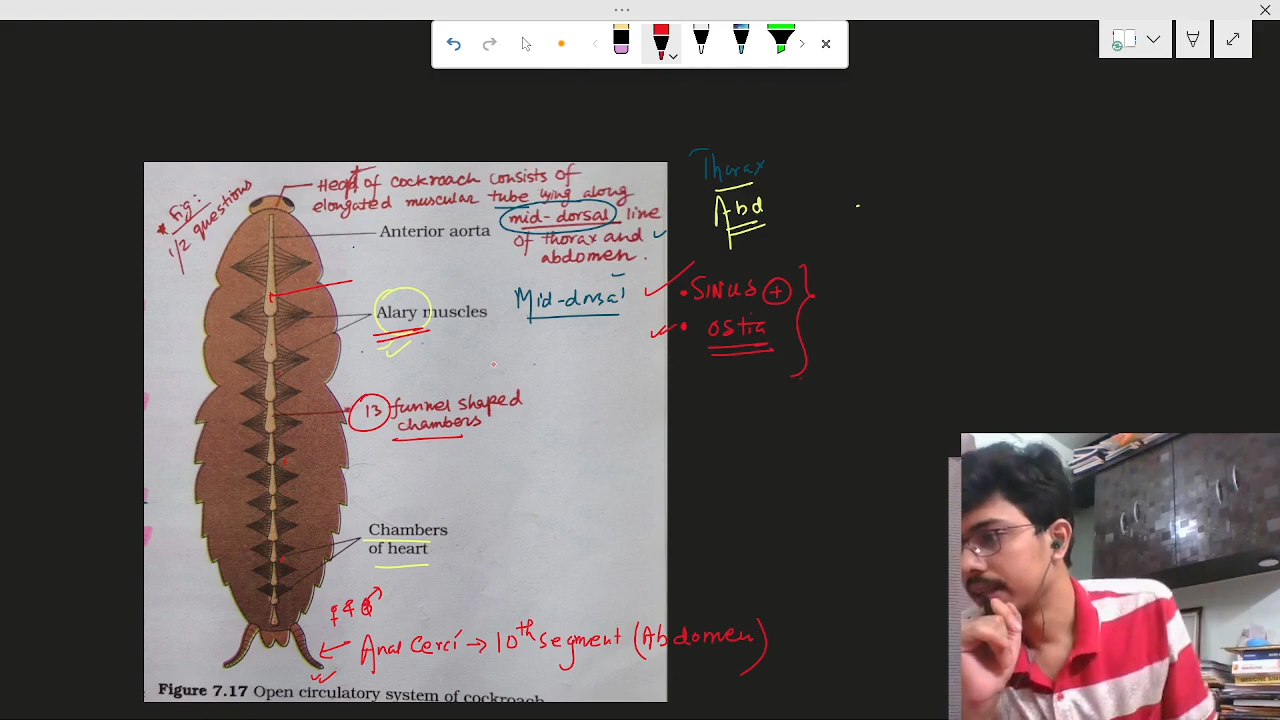 Thorax
Abd
* Fig:
1/2 questions
Heart of cockroach consists of
elongated muscular tube lying along
mid-dorsal line
of thorax and
abdomen.
Anterior aorta
Mid-dorsal
• Sinus +
• ostia
Alary muscles
13 funnel shaped
chambers
Chambers
of heart
Anal Cerci → 10th segment (Abdomen)
Figure 7.17 Open circulatory system of cockroach